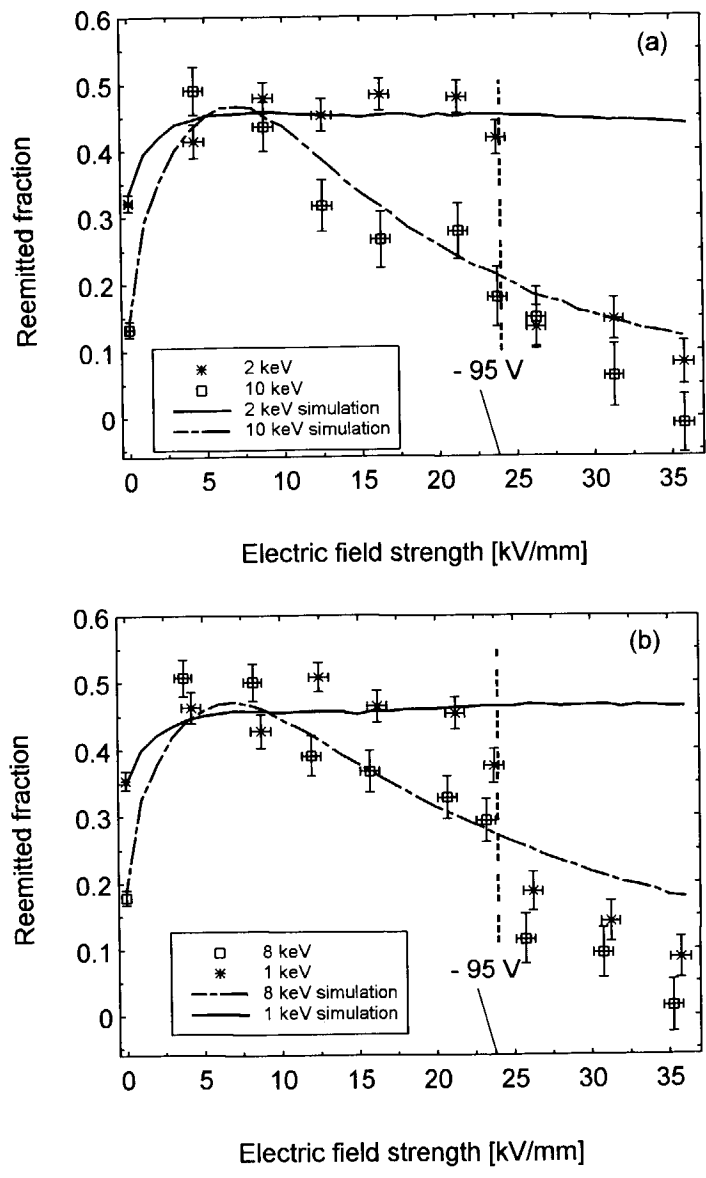 (a)
0.6
0.5
0.4
0.3
0.2
0.1
0
Reemitted fraction
- 95 V
2 keV
10 keV
2 keV simulation
10 keV simulation
0 5 10 15 20 25 30 35
Electric field strength [kV/mm]
(b)
0.6
0.5
0.4
0.3
0.2
0.1
0
Reemitted fraction
- 95 V
8 keV
1 keV
8 keV simulation
1 keV simulation
0 5 10 15 20 25 30 35
Electric field strength [kV/mm]